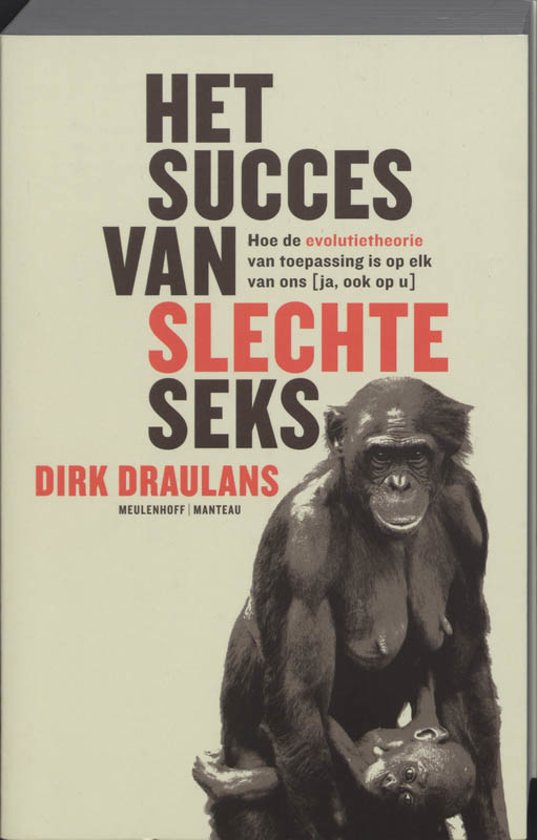 HET
SUCCES
VAN
Hoe de evolutietheorie
van toepassing is op elk
van ons [ja, ook op u]
SLECHTE
SEKS
DIRK DRAULANS
MEULENHOFF | MANTEAU